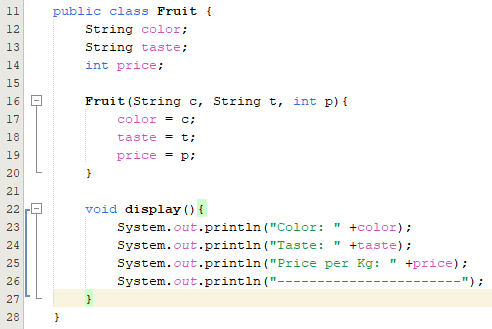 11 public class Fruit {
12 String color;
13 String taste;
14 int price;
15
16 Fruit(String c, String t, int p){
17 color = c;
18 taste = t;
19 price = p;
20 }
21
22 void display(){
23 System.out.println("Color: " +color);
24 System.out.println("Taste: " +taste);
25 System.out.println("Price per Kg: " +price);
26 System.out.println("-----------------------");
27 }
28 }